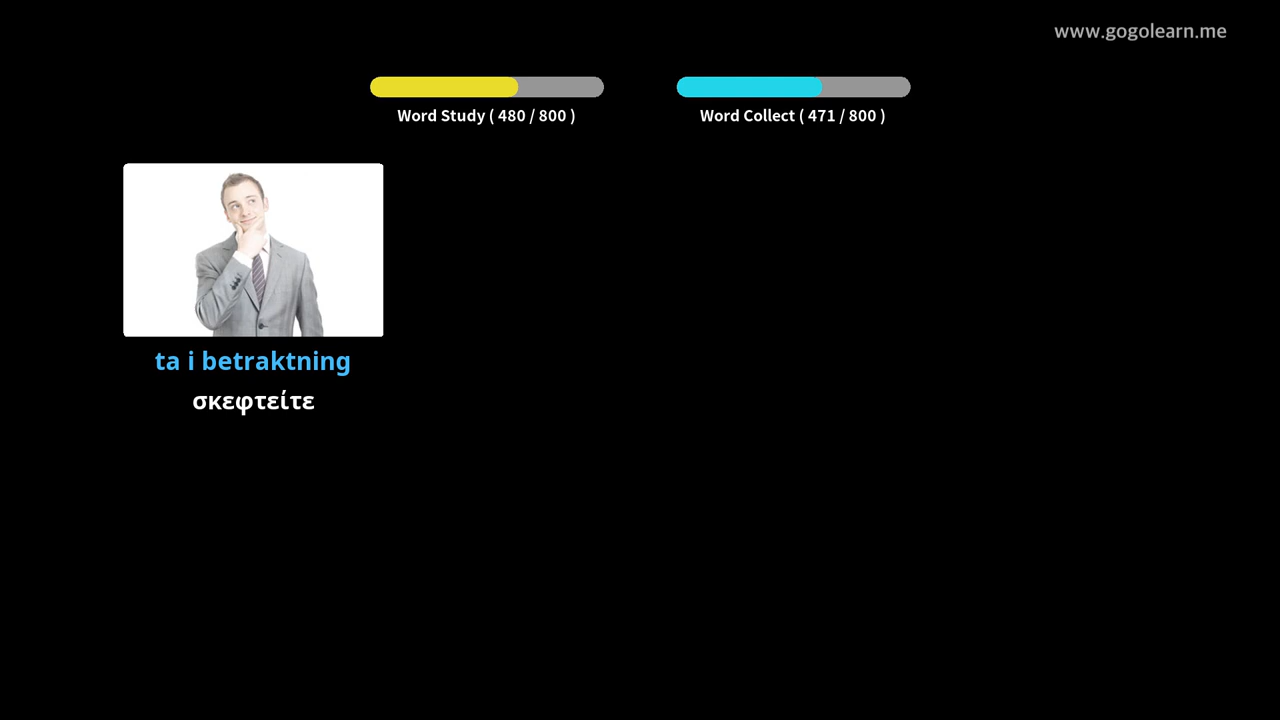 www.gogolearn.me
Word Study ( 480 / 800 )
Word Collect ( 471 / 800 )
ta i betraktning
σκεφτείτε